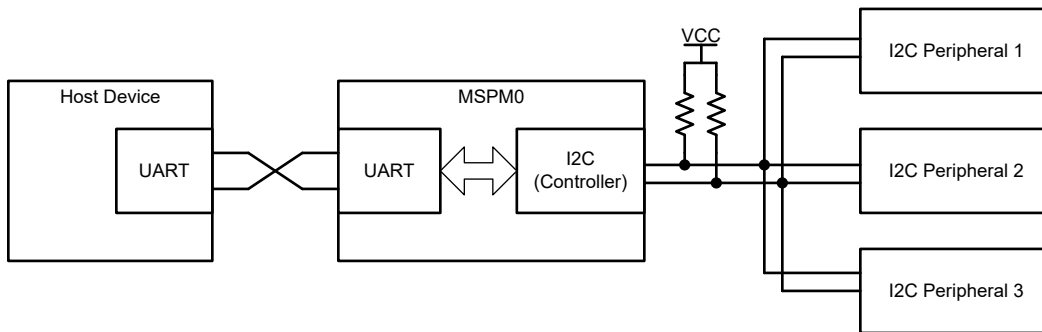 VCC
I2C Peripheral 1
Host Device
MSPM0
UART
UART
I2C
(Controller)
I2C Peripheral 2
I2C Peripheral 3